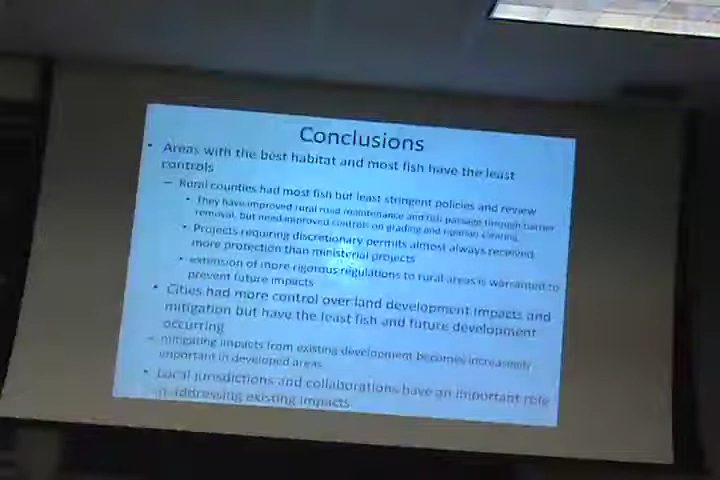 Conclusions
• Areas with the best habitat and most fish have the least
controls
– Rural counties had most fish but least stringent policies and review
• They have improved rural road maintenance and fish passage through barrier
removal, but need improved controls on grading and riparian clearing
• Projects requiring discretionary permits almost always received
more protection than ministerial projects
• extension of more rigorous regulations to rural areas is warranted to
prevent future impacts
• Cities had more control over land development impacts and
mitigation but have the least fish and future development
occurring
– mitigating impacts from existing development becomes increasingly
important in developed areas
• Local jurisdictions and collaborations have an important role
in addressing existing impacts